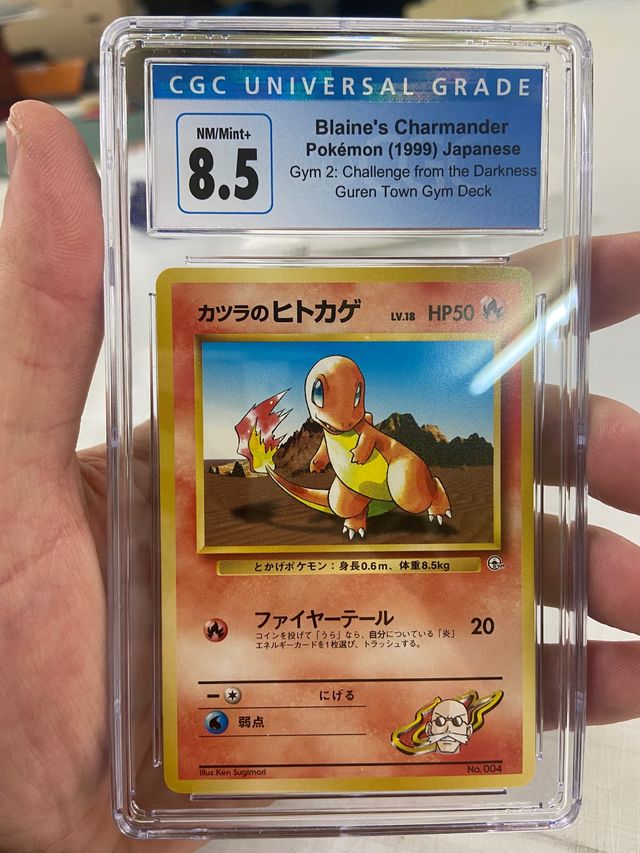 CGC UNIVERSAL GRADE
NM/Mint+
8.5
Blaine's Charmander
Pokémon (1999) Japanese
Gym 2: Challenge from the Darkness
Guren Town Gym Deck
カツラのヒトカゲ LV.18 HP50
とかげポケモン：身長0.6m、体重8.5kg
ファイヤーテール 20
コインを投げて「うら」なら、自分についている「炎」
エネルギーカードを1枚選び、トラッシュする。
にげる
弱点
Illus. Ken Sugimori No. 004